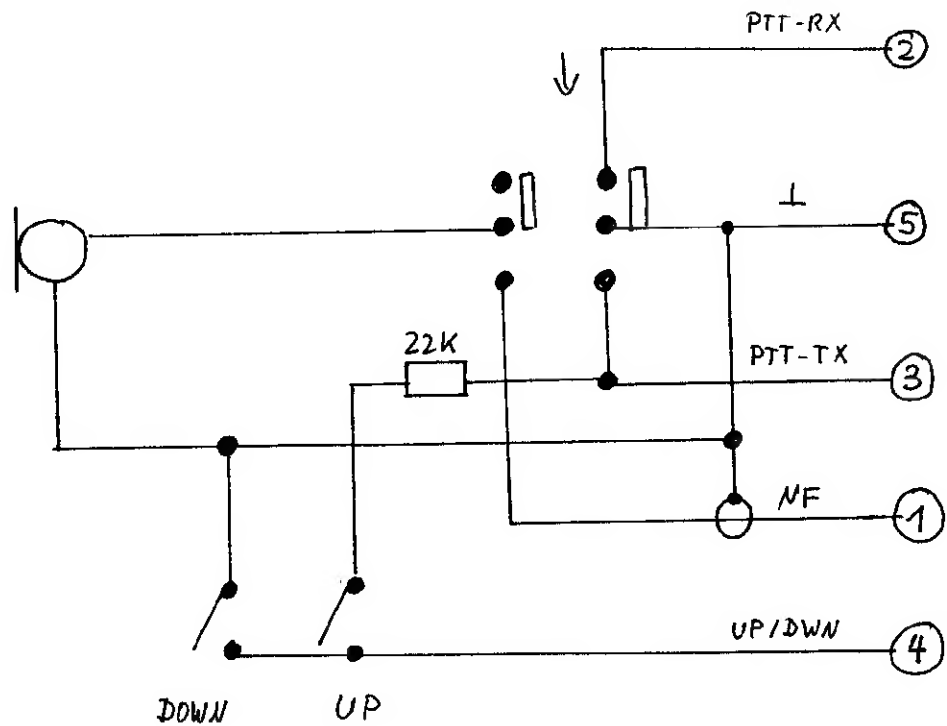 PTT-RX
2
⊥
5
22K
PTT-TX
3
NF
1
UP/DWN
4
DOWN
UP